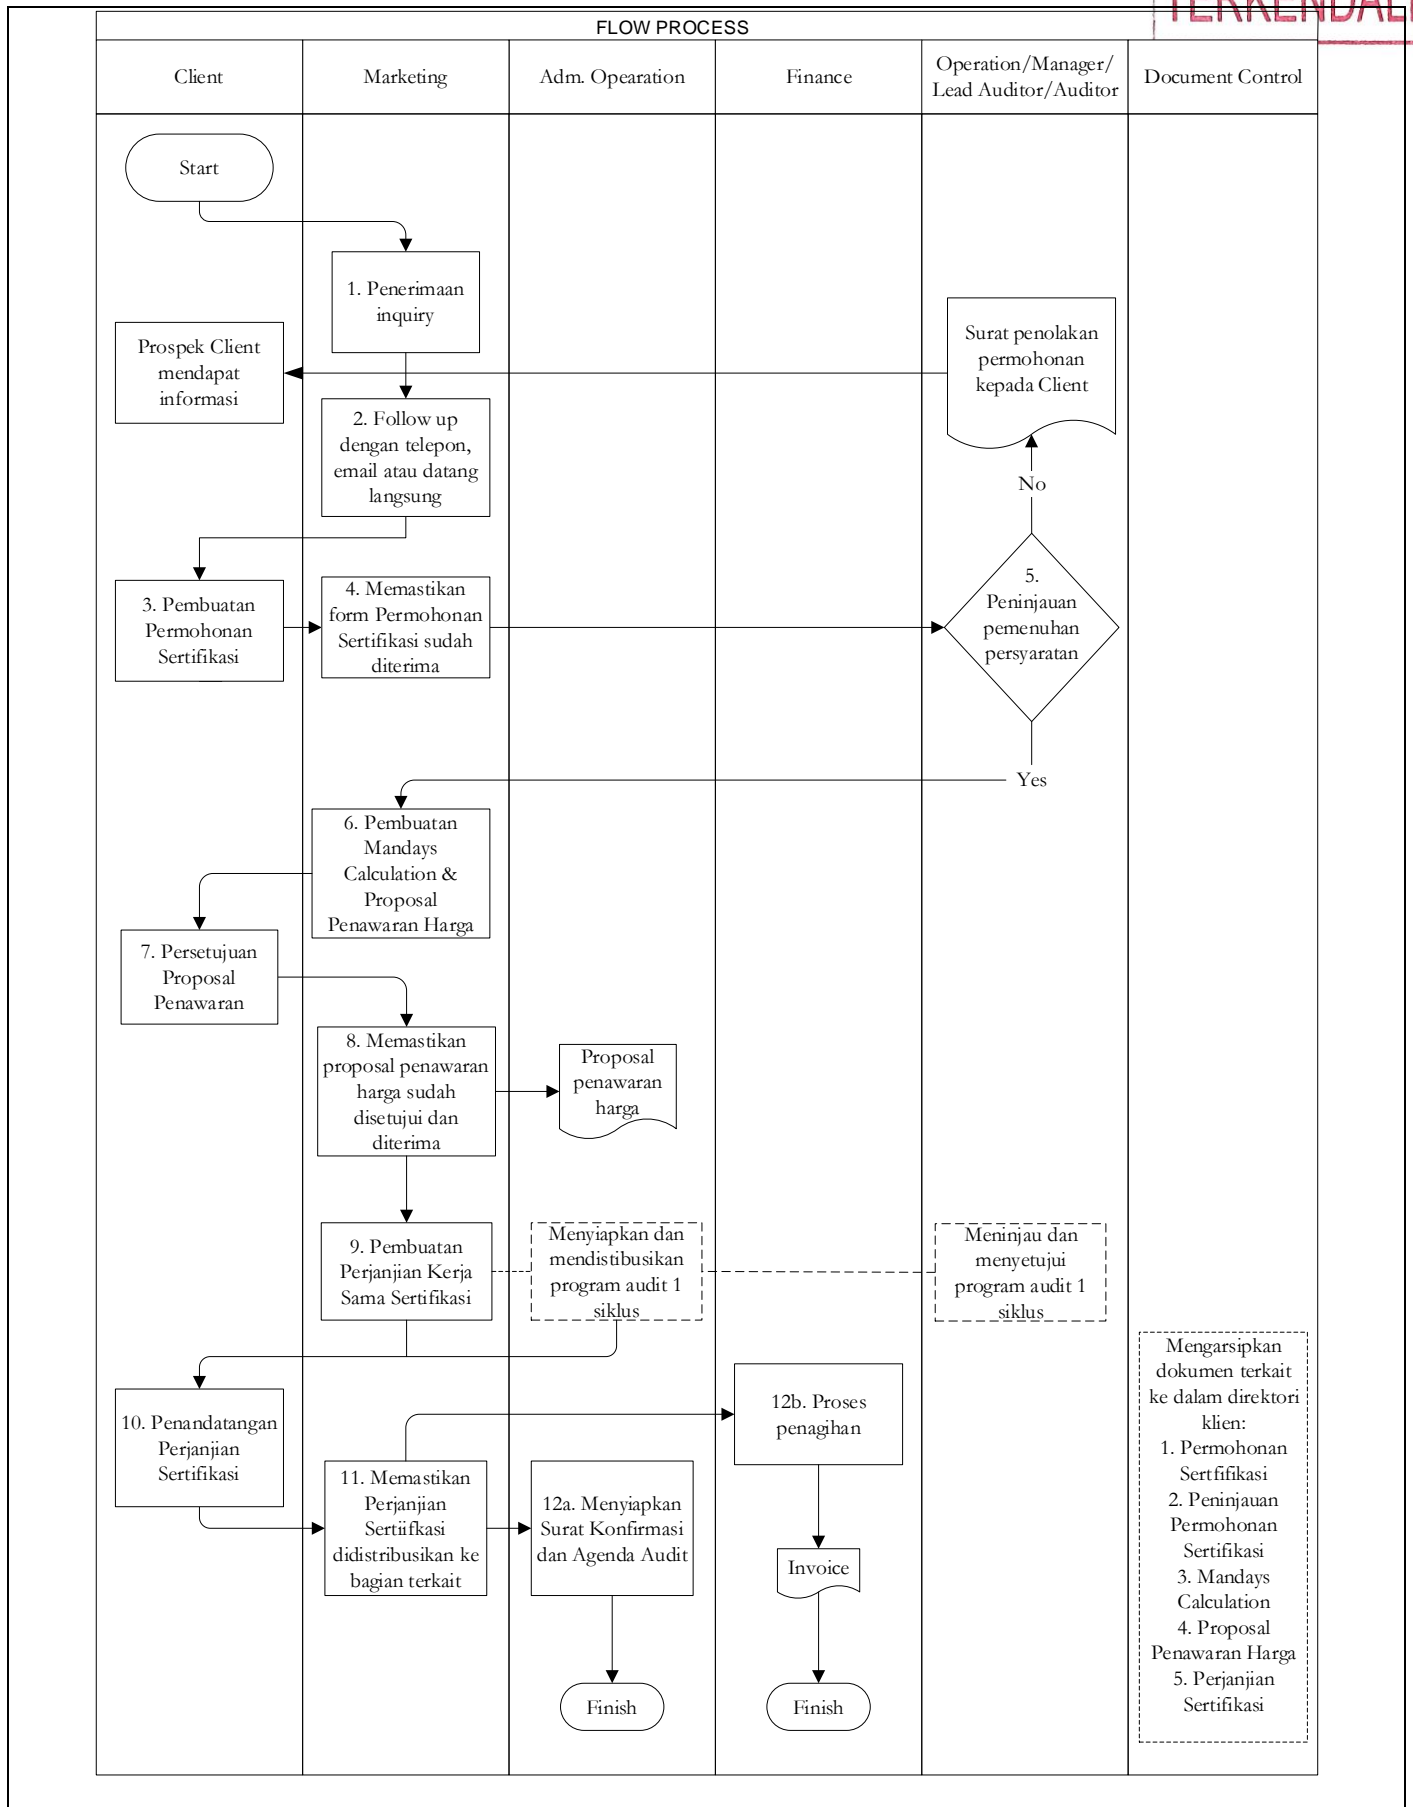 TERKENDALI
FLOW PROCESS
Client
Marketing
Adm. Opearation
Finance
Operation/Manager/
Lead Auditor/Auditor
Document Control
Start
1. Penerimaan
inquiry
Prospek Client
mendapat
informasi
Surat penolakan
permohonan
kepada Client
2. Follow up
dengan telepon,
email atau datang
langsung
No
3. Pembuatan
Permohonan
Sertifikasi
4. Memastikan
form Permohonan
Sertifikasi sudah
diterima
5.
Peninjauan
pemenuhan
persyaratan
Yes
6. Pembuatan
Mandays
Calculation &
Proposal
Penawaran Harga
7. Persetujuan
Proposal
Penawaran
8. Memastikan
proposal penawaran
harga sudah
disetujui dan
diterima
Proposal
penawaran
harga
9. Pembuatan
Perjanjian Kerja
Sama Sertifikasi
Menyiapkan dan
mendistibusikan
program audit 1
siklus
Meninjau dan
menyetujui
program audit 1
siklus
10. Penandatangan
Perjanjian
Sertifikasi
11. Memastikan
Perjanjian
Sertiifkasi
didistribusikan ke
bagian terkait
12a. Menyiapkan
Surat Konfirmasi
dan Agenda Audit
12b. Proses
penagihan
Invoice
Finish
Finish
Mengarsipkan
dokumen terkait
ke dalam direktori
klien:
1. Permohonan
Sertfifikasi
2. Peninjauan
Permohonan
Sertifikasi
3. Mandays
Calculation
4. Proposal
Penawaran Harga
5. Perjanjian
Sertifikasi